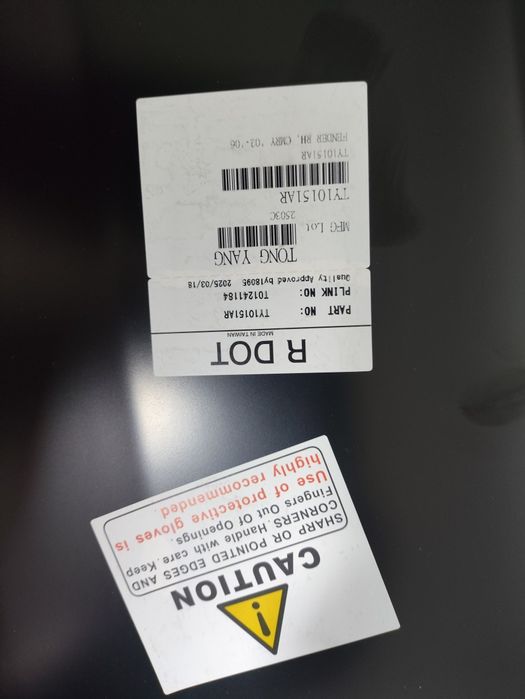 R DOT
MADE IN TAIWAN
PART NO: TY10151AR
PLINK NO: TO1241184
Quality Approved by18095 2025/03/18
TONG YANG
MFG Lot
2503C
TY10151AR
TY10151AR
FENDER RH, CMRY '02-'06
CAUTION
SHARP OR POINTED EDGES AND
CORNERS. Handle with care. Keep
Fingers Out Of Openings.
Use of protective gloves is
highly recommended.